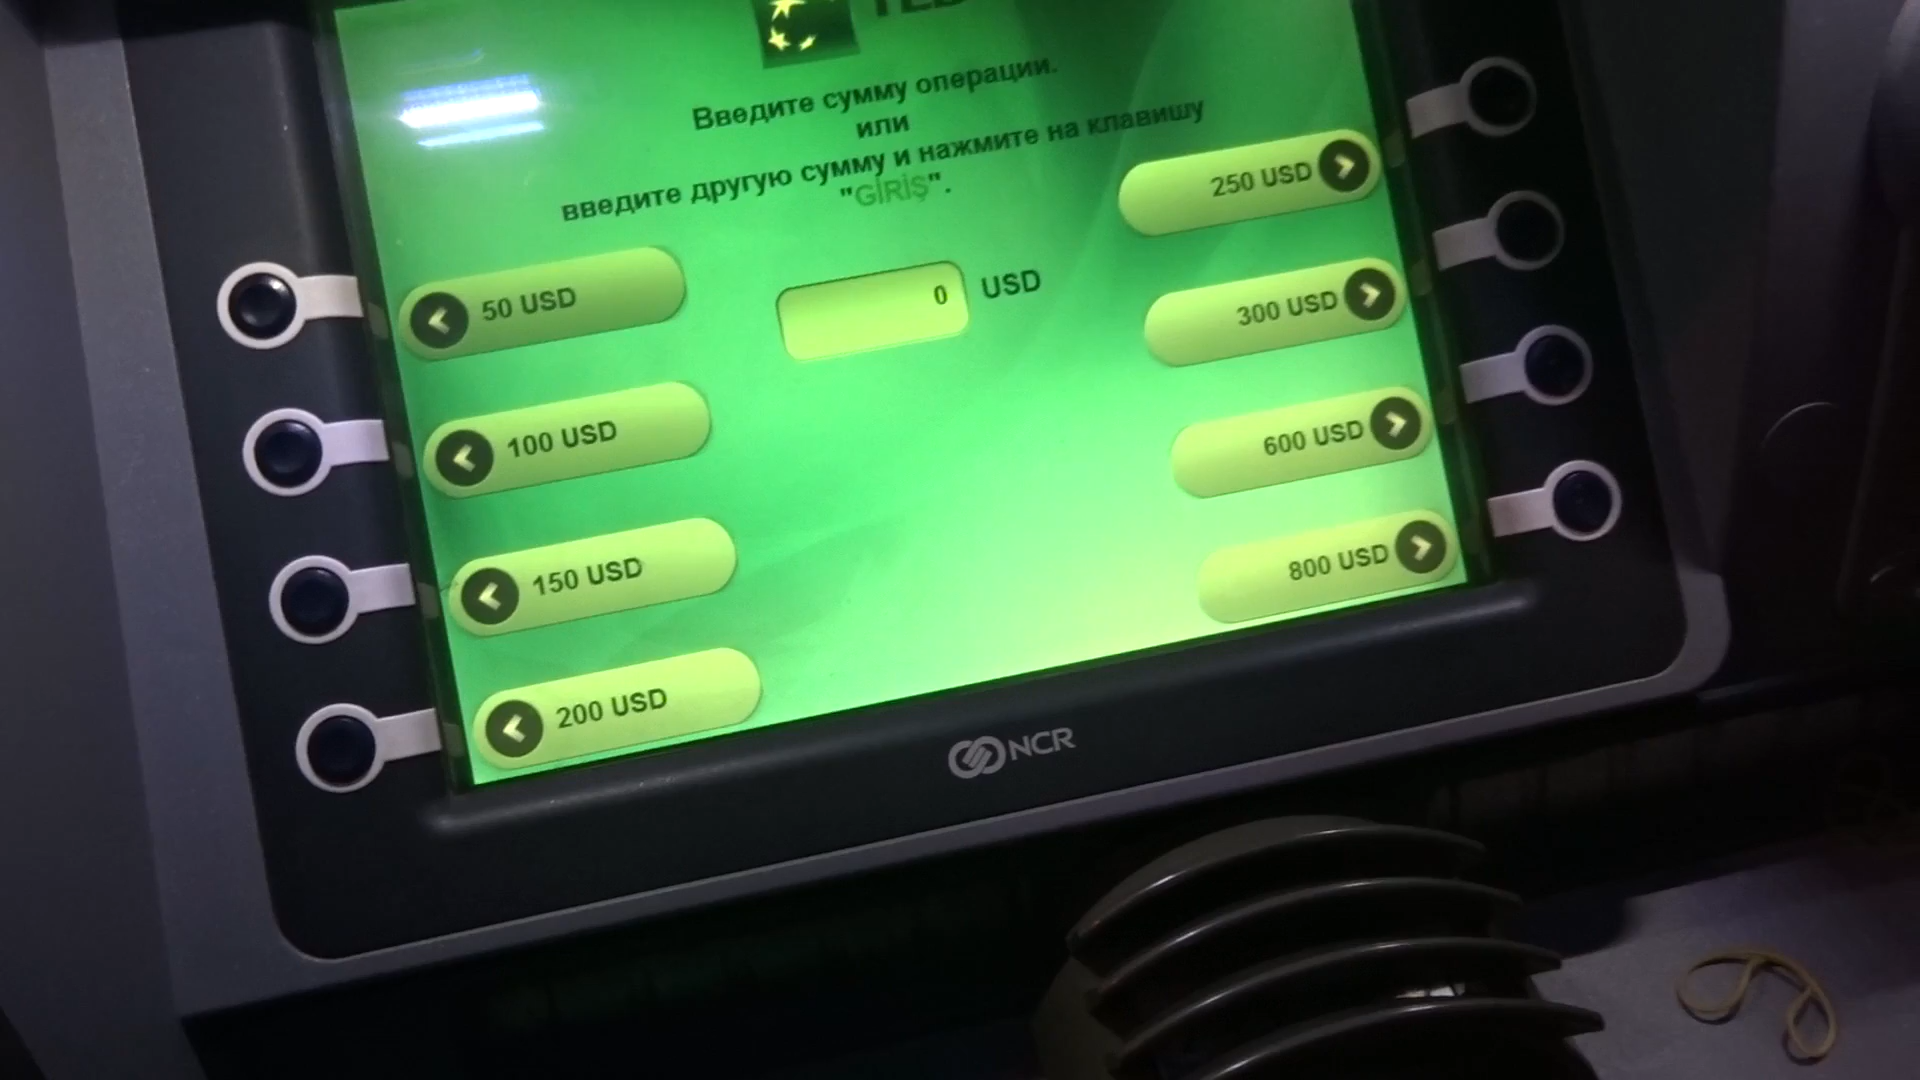 Введите сумму операции.
или
введите другую сумму и нажмите на клавишу
"GİRİŞ".
50 USD
100 USD
150 USD
200 USD
0 USD
250 USD
300 USD
600 USD
800 USD
NCR